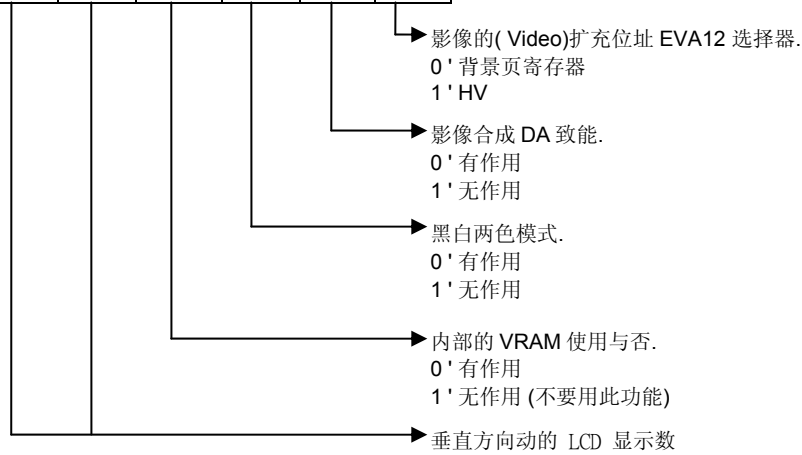 影像的( Video)扩充位址 EVA12 选择器.
0 ' 背景页寄存器
1 ' HV
影像合成 DA 致能.
0 ' 有作用
1 ' 无作用
黑白两色模式.
0 ' 有作用
1 ' 无作用
内部的 VRAM 使用与否.
0 ' 有作用
1 ' 无作用 (不要用此功能)
垂直方向动的 LCD 显示数